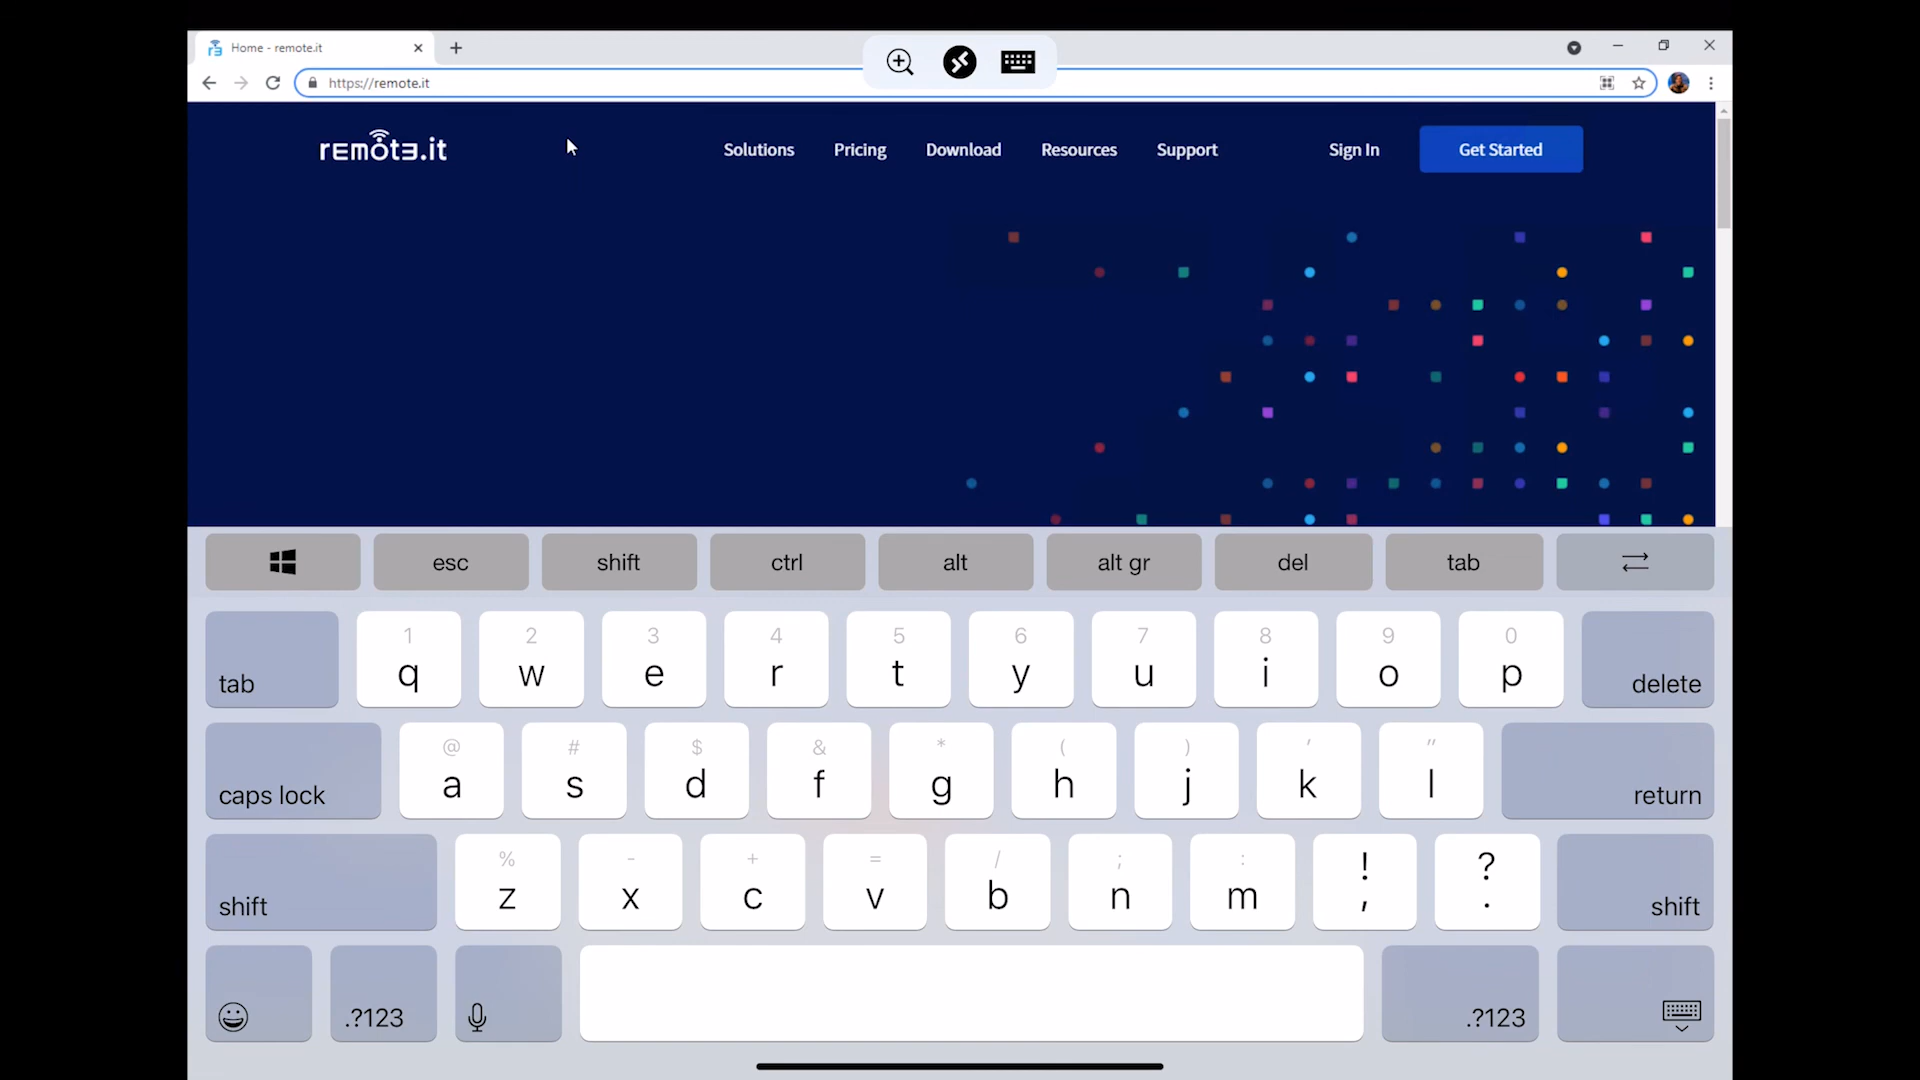 Home - remote.it
https://remote.it
remote.it
Solutions Pricing Download Resources Support Sign In Get Started
esc shift ctrl alt alt gr del tab
1 2 3 4 5 6 7 8 9 0
tab q w e r t y u i o p delete
@ # $ & * ( ) ' "
caps lock a s d f g h j k l return
% - + = / ; : ! ?
shift z x c v b n m , . shift
.?123 .?123